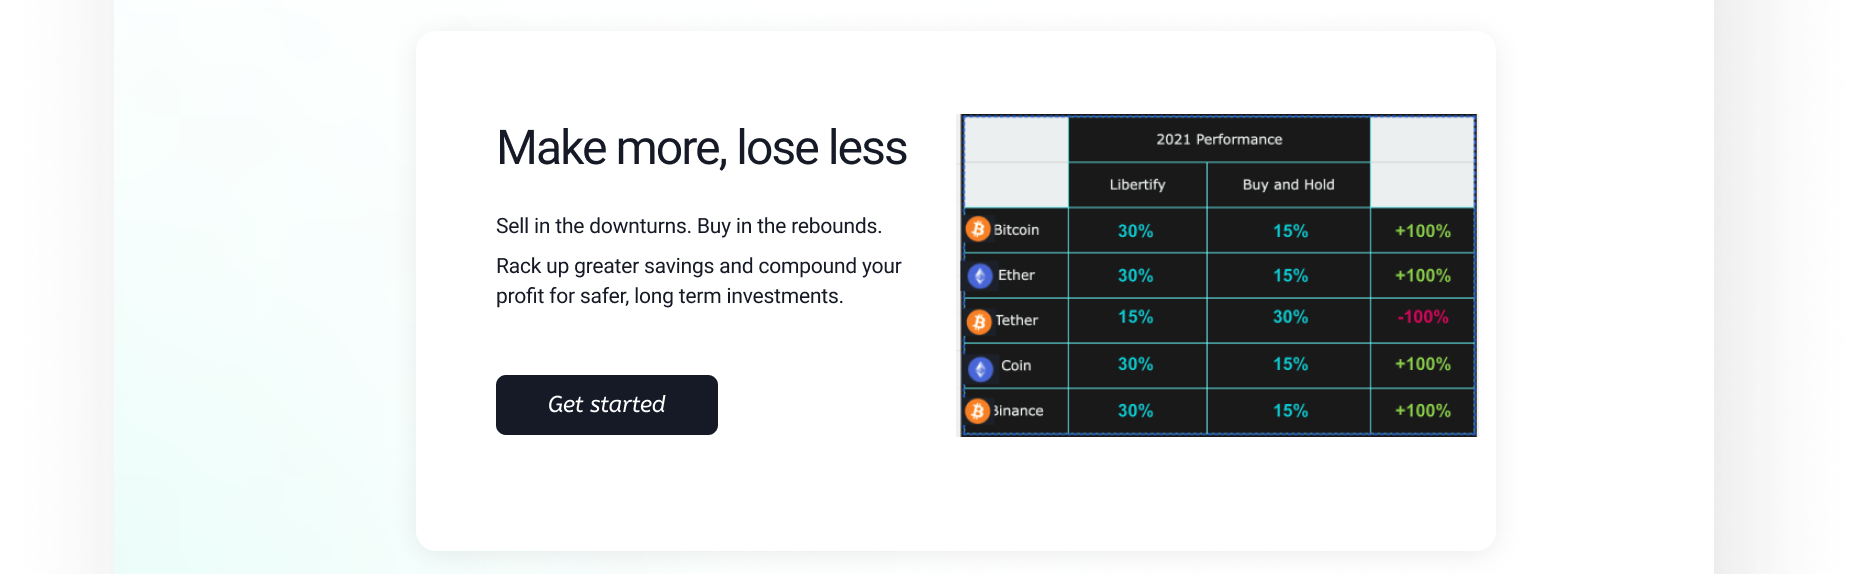 Make more, lose less
Sell in the downturns. Buy in the rebounds.
Rack up greater savings and compound your
profit for safer, long term investments.
Get started
2021 Performance
Libertify Buy and Hold
Bitcoin 30% 15% +100%
Ether 30% 15% +100%
Tether 15% 30% -100%
Coin 30% 15% +100%
Binance 30% 15% +100%